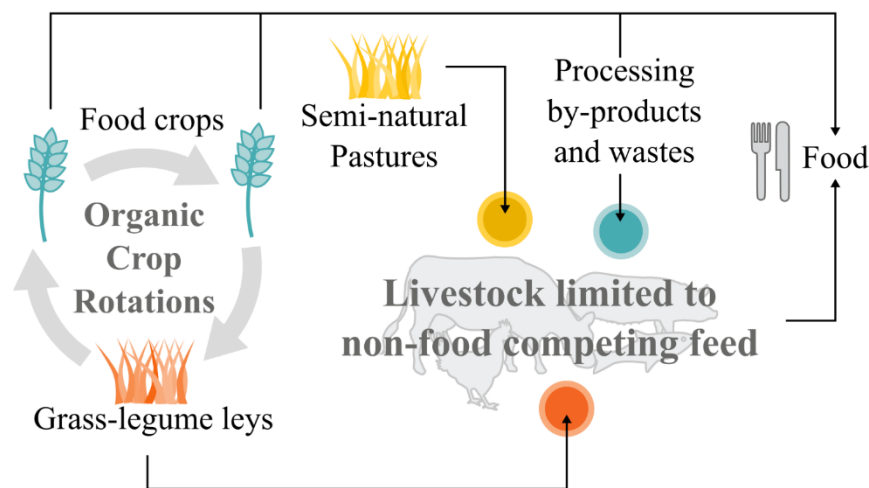 Food crops
Organic
Crop
Rotations
Grass-legume leys
Semi-natural
Pastures
Processing
by-products
and wastes
Food
Livestock limited to
non-food competing feed